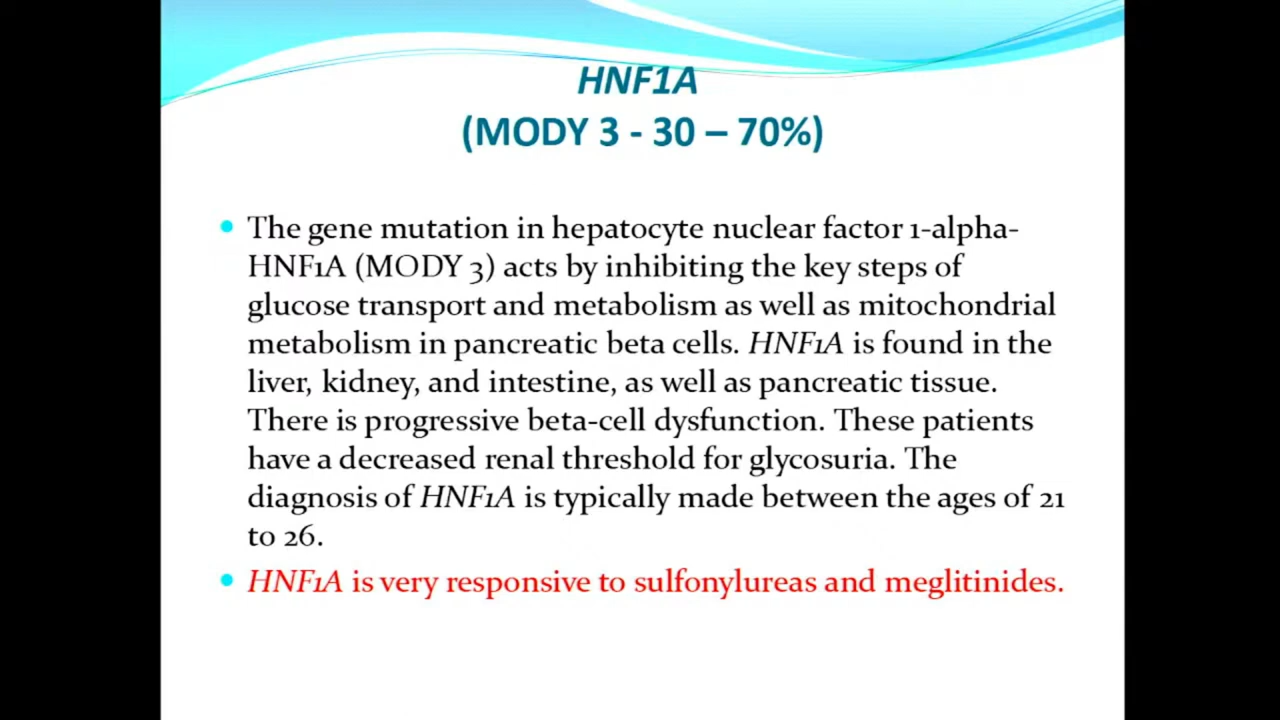 HNF1A
(MODY 3 - 30 – 70%)
The gene mutation in hepatocyte nuclear factor 1-alpha-
HNF1A (MODY 3) acts by inhibiting the key steps of
glucose transport and metabolism as well as mitochondrial
metabolism in pancreatic beta cells. HNF1A is found in the
liver, kidney, and intestine, as well as pancreatic tissue.
There is progressive beta-cell dysfunction. These patients
have a decreased renal threshold for glycosuria. The
diagnosis of HNF1A is typically made between the ages of 21
to 26.
HNF1A is very responsive to sulfonylureas and meglitinides.